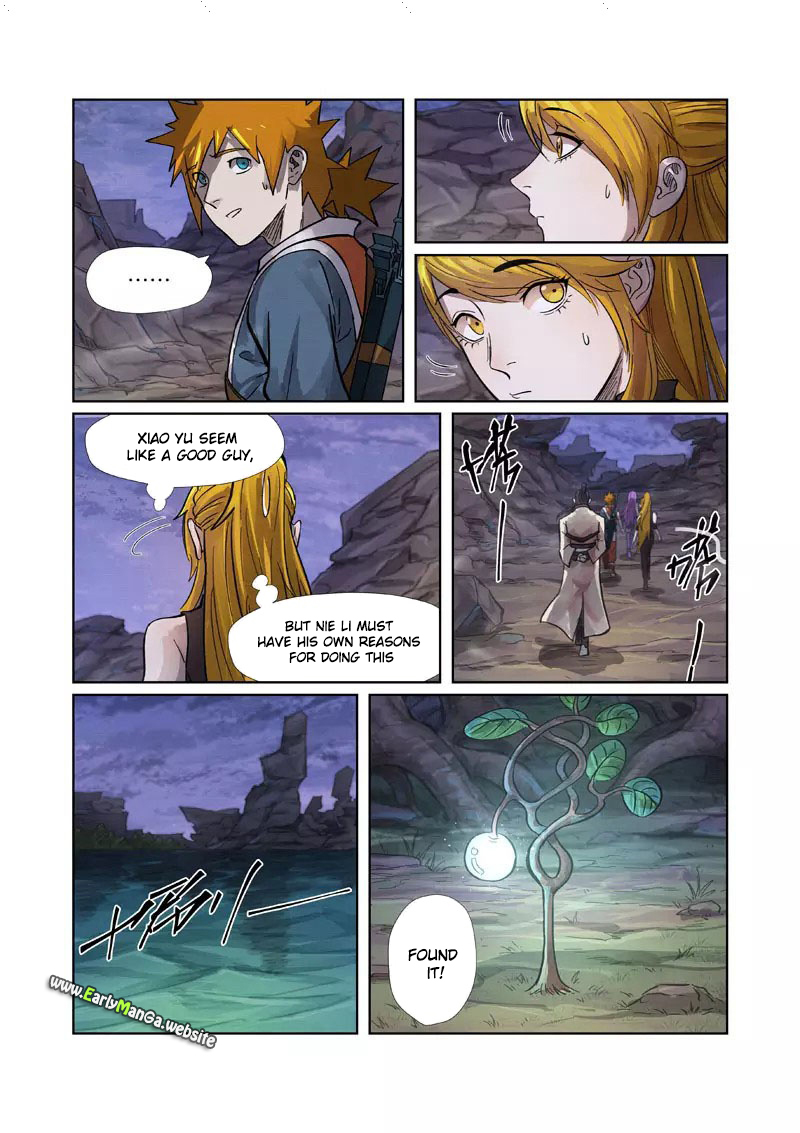 ......
XIAO YU SEEM
LIKE A GOOD GUY,
BUT NIE LI MUST
HAVE HIS OWN REASONS
FOR DOING THIS
FOUND
IT!
www.EarlyManGa.website